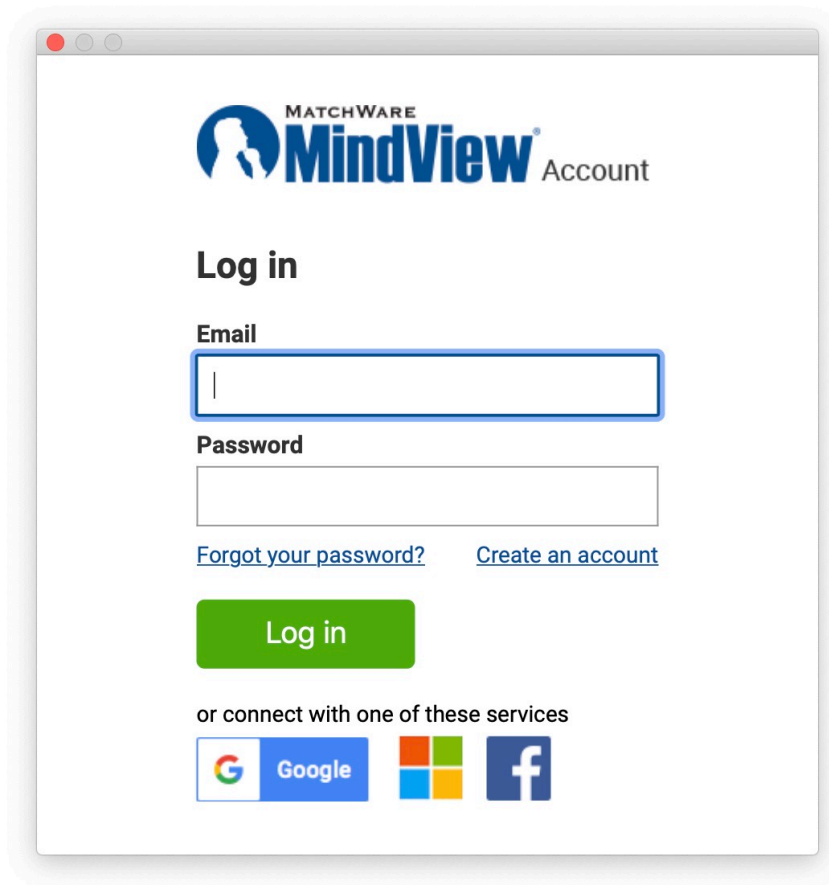 MATCHWARE
MindView® Account
Log in
Email
Password
Forgot your password? Create an account
Log in
or connect with one of these services
G Google f